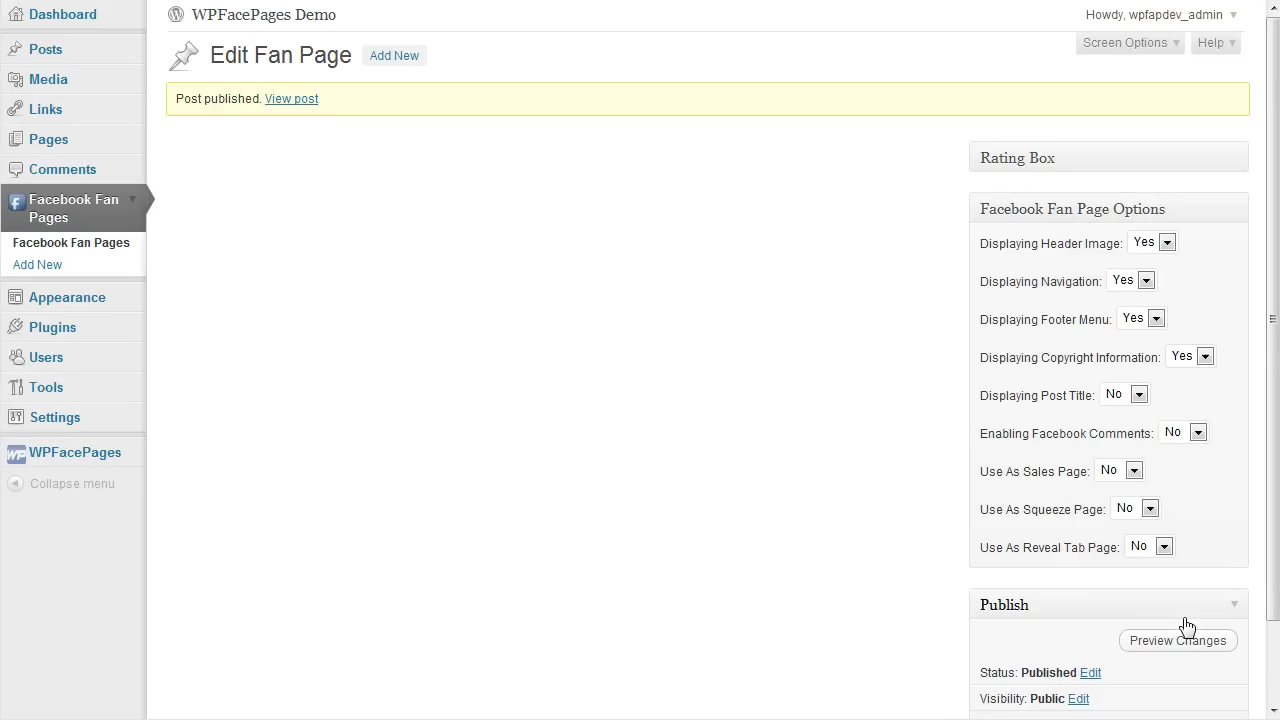 Dashboard
WPFacePages Demo
Howdy, wpfapdev_admin
Posts
Edit Fan Page
Add New
Screen Options
Help
Media
Post published. View post
Links
Pages
Comments
Facebook Fan
Pages
Facebook Fan Pages
Add New
Appearance
Plugins
Users
Tools
Settings
WPFacePages
Collapse menu
Rating Box
Facebook Fan Page Options
Displaying Header Image: Yes
Displaying Navigation: Yes
Displaying Footer Menu: Yes
Displaying Copyright Information: Yes
Displaying Post Title: No
Enabling Facebook Comments: No
Use As Sales Page: No
Use As Squeeze Page: No
Use As Reveal Tab Page: No
Publish
Preview Changes
Status: Published Edit
Visibility: Public Edit